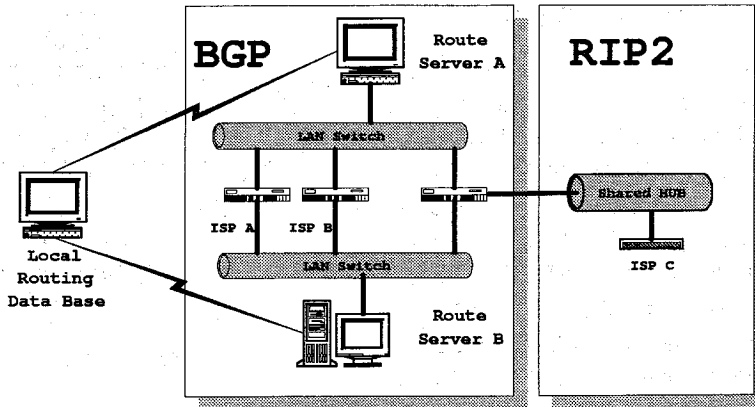 BGP
Route
Server A
RIP2
LAN Switch
Shared HUB
ISP A
ISP B
ISP C
Local
Routing
Data Base
LAN Switch
Route
Server B